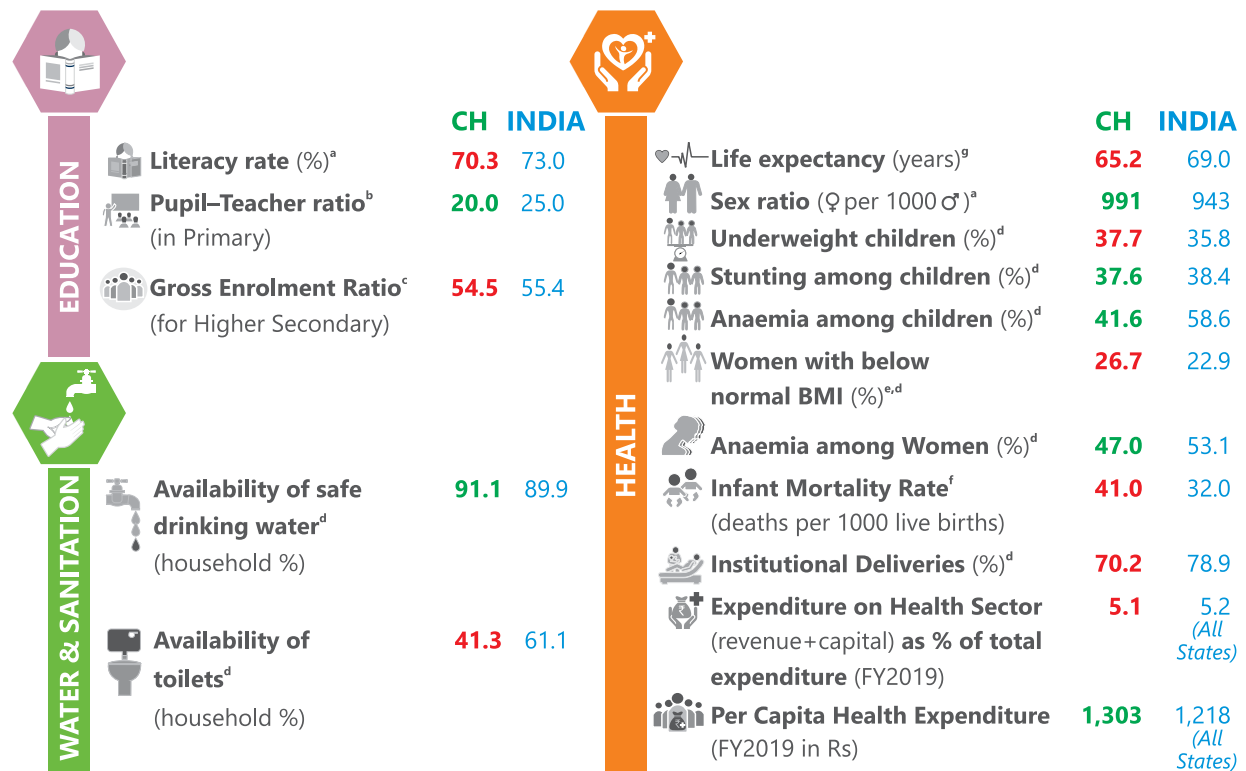 EDUCATION
CH INDIA
Literacy rate (%)ᵃ 70.3 73.0
Pupil–Teacher ratioᵇ 20.0 25.0
(in Primary)
Gross Enrolment Ratioᶜ 54.5 55.4
(for Higher Secondary)
WATER & SANITATION
Availability of safe 91.1 89.9
drinking waterᵈ
(household %)
Availability of 41.3 61.1
toiletsᵈ
(household %)
HEALTH
CH INDIA
Life expectancy (years)ᵍ 65.2 69.0
Sex ratio (♀ per 1000 ♂)ᵃ 991 943
Underweight children (%)ᵈ 37.7 35.8
Stunting among children (%)ᵈ 37.6 38.4
Anaemia among children (%)ᵈ 41.6 58.6
Women with below 26.7 22.9
normal BMI (%)ᵉ,ᵈ
Anaemia among Women (%)ᵈ 47.0 53.1
Infant Mortality Rateᶠ 41.0 32.0
(deaths per 1000 live births)
Institutional Deliveries (%)ᵈ 70.2 78.9
Expenditure on Health Sector 5.1 5.2
(revenue+capital) as % of total (All
expenditure (FY2019) States)
Per Capita Health Expenditure 1,303 1,218
(FY2019 in Rs) (All
States)